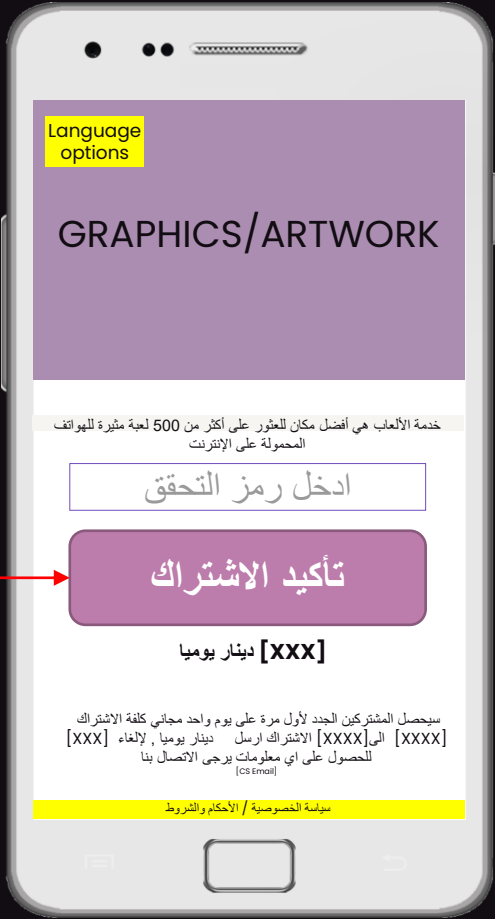 Language
options
GRAPHICS/ARTWORK
خدمة الألعاب هي أفضل مكان للعثور على أكثر من 500 لعبة مثيرة للهواتف
المحمولة على الإنترنت
ادخل رمز التحقق
تأكيد الاشتراك
[xxx] دينار يوميا
سيحصل المشتركين الجدد لأول مرة على يوم واحد مجاني كلفة الاشتراك
[XXX] دينار يوميا , لإلغاء الاشتراك ارسل [XXXX] الى [XXXX]
للحصول على اي معلومات يرجى الاتصال بنا
[CS Email]
سياسة الخصوصية / الأحكام والشروط